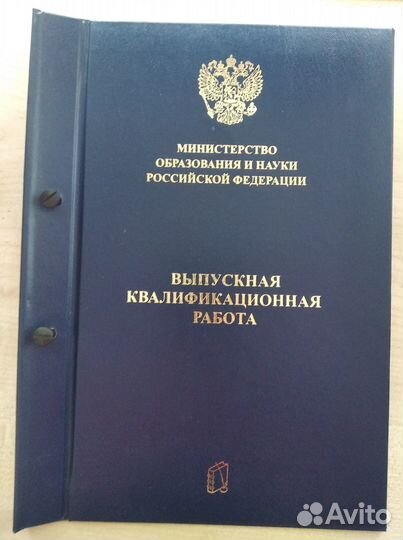 МИНИСТЕРСТВО
ОБРАЗОВАНИЯ И НАУКИ
РОССИЙСКОЙ ФЕДЕРАЦИИ
ВЫПУСКНАЯ
КВАЛИФИКАЦИОННАЯ
РАБОТА
Avito